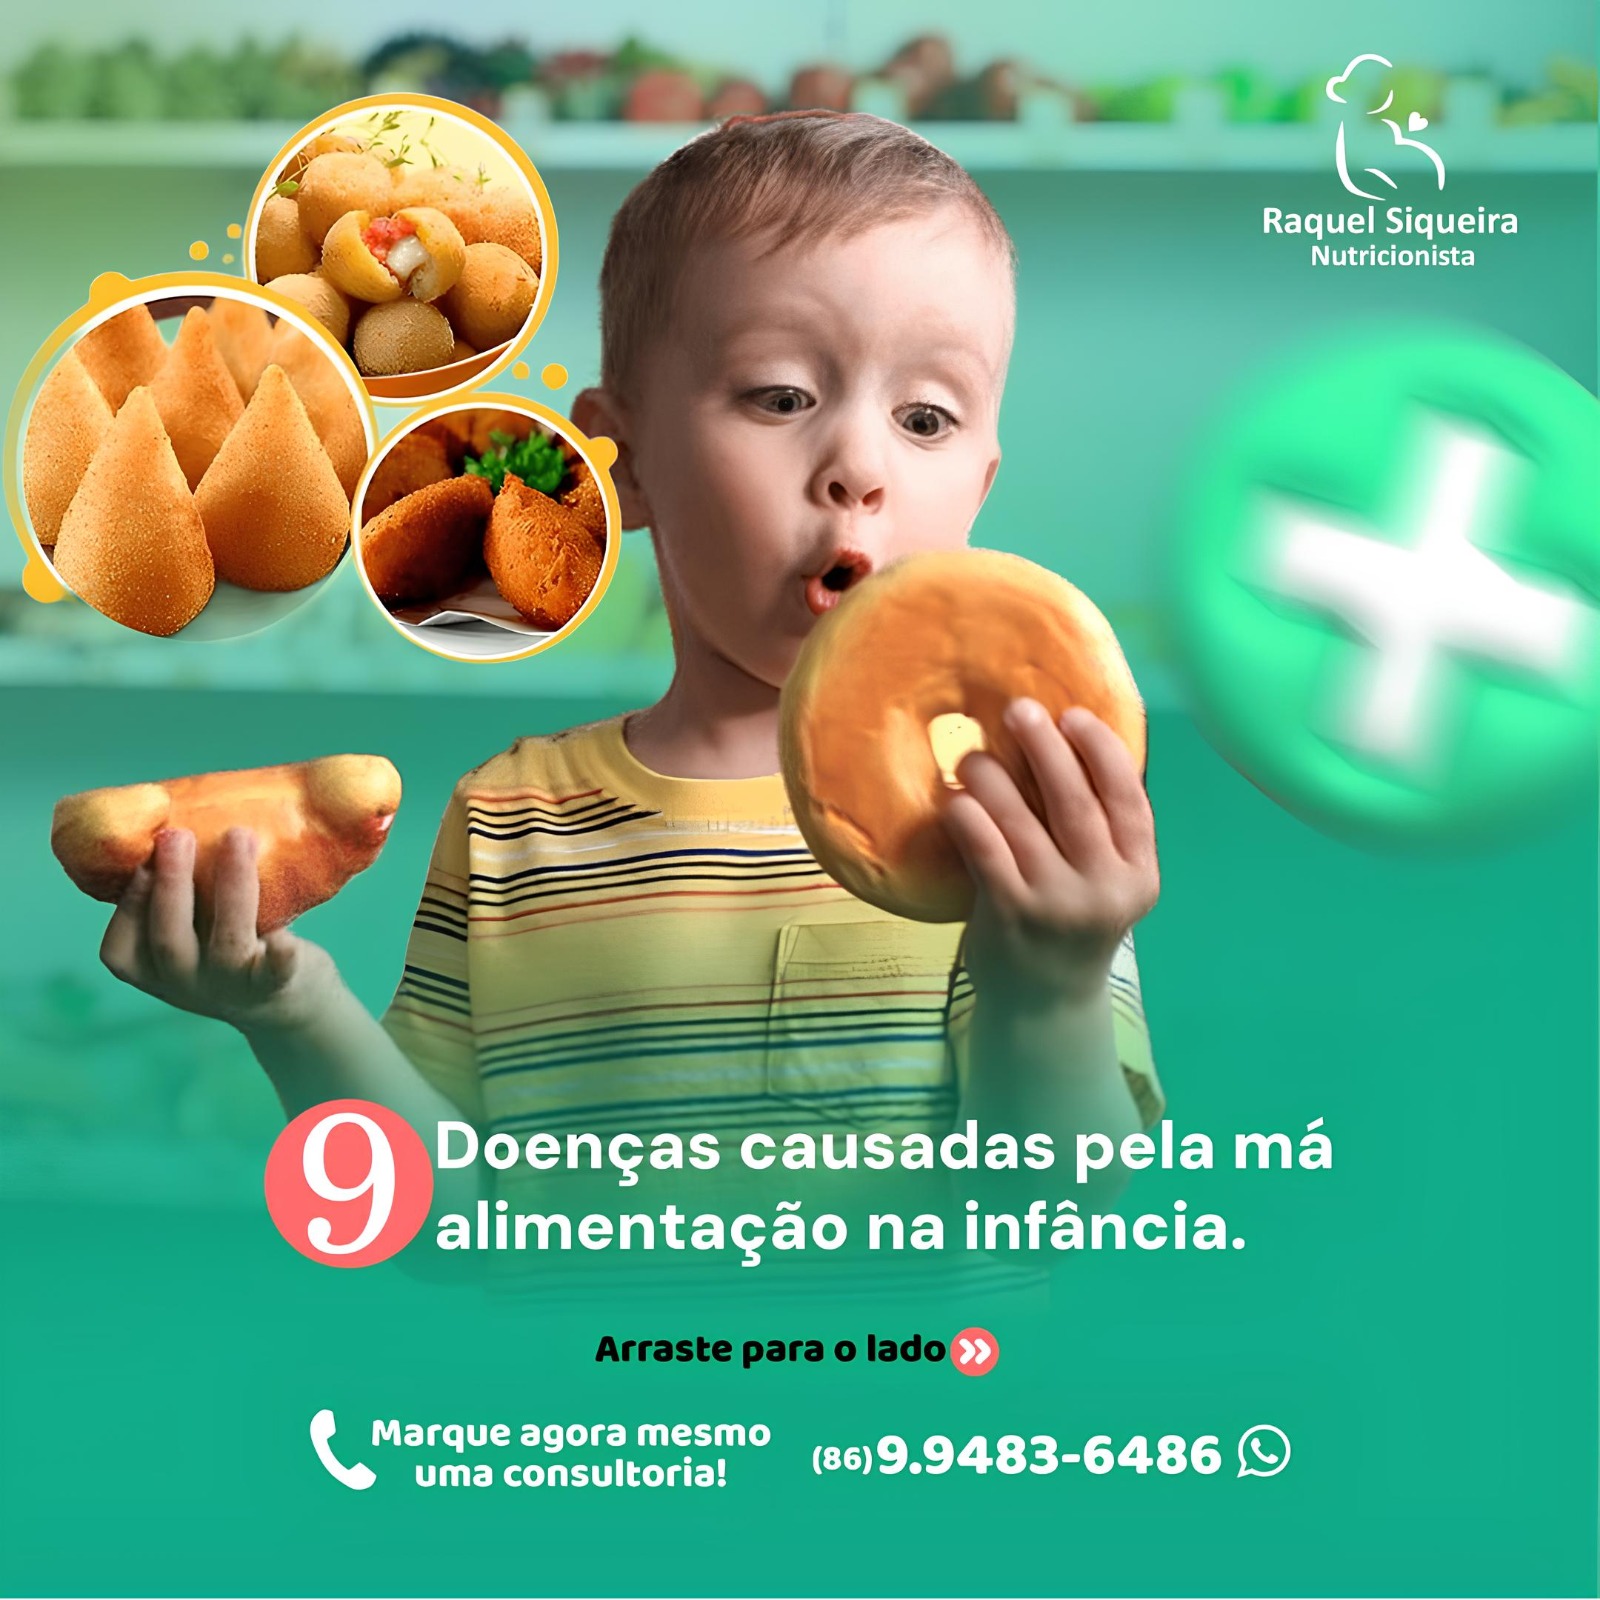 Raquel Siqueira
Nutricionista
9 Doenças causadas pela má
alimentação na infância.
Arraste para o lado
Marque agora mesmo
uma consultoria!
(86)9.9483-6486